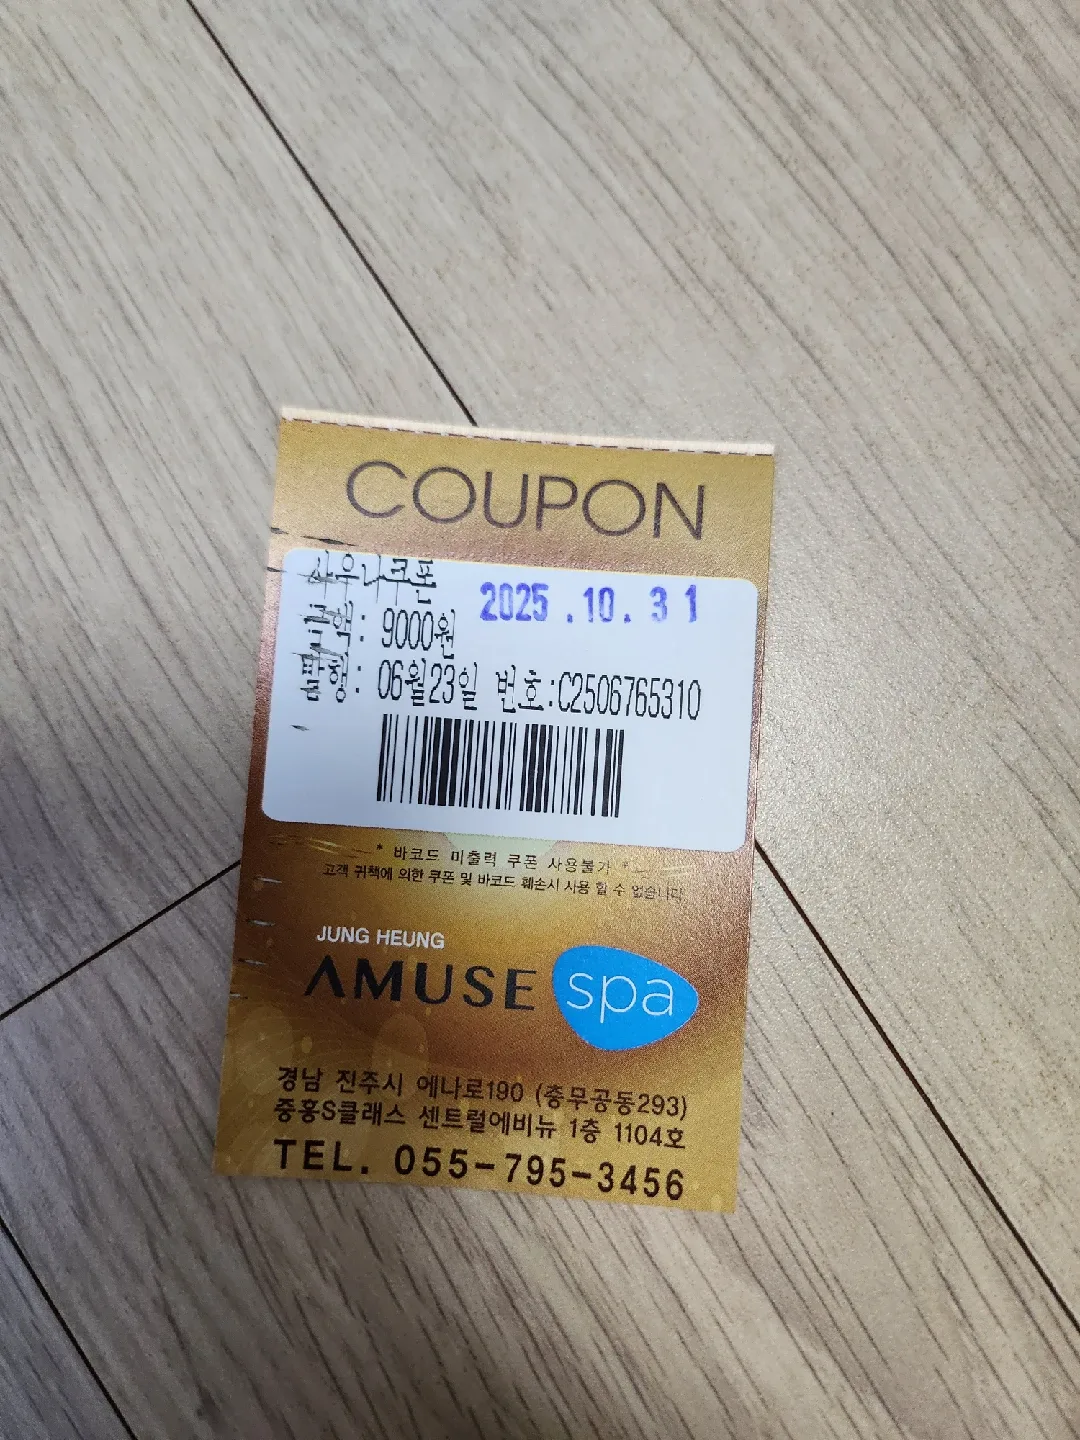 COUPON
사우나쿠폰
2025.10.31
금액: 9000원
발행: 06월23일 번호:C2506765310
* 바코드 미출력 쿠폰 사용불가 *
고객 귀책에 의한 쿠폰 및 바코드 훼손시 사용 할 수 없습니다
JUNG HEUNG
AMUSE spa
경남 진주시 에나로190 (충무공동293)
중흥S클래스 센트럴에비뉴 1층 1104호
TEL. 055-795-3456